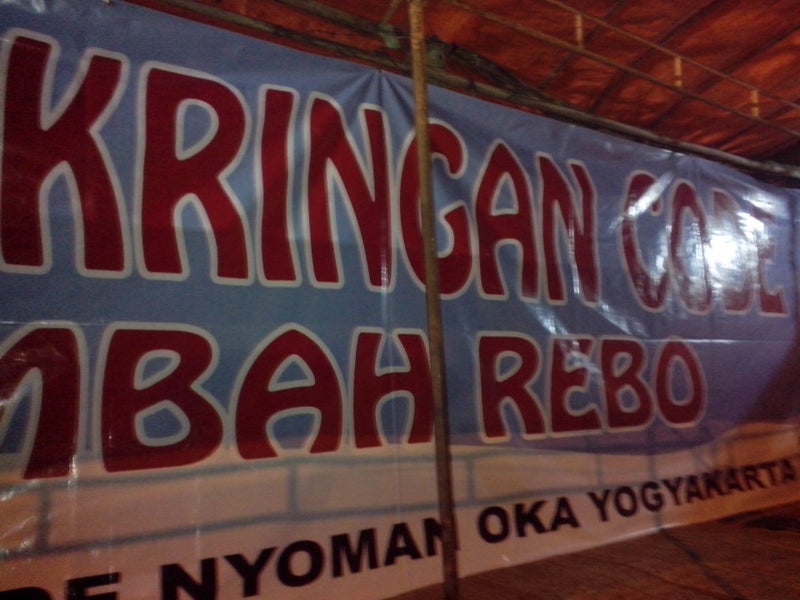 KRINGAN CODE
MBAH REBO
DE NYOMAN OKA YOGYAKARTA